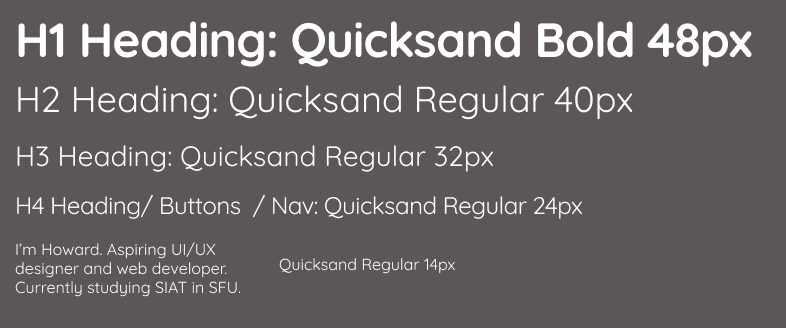 H1 Heading: Quicksand Bold 48px
H2 Heading: Quicksand Regular 40px
H3 Heading: Quicksand Regular 32px
H4 Heading/ Buttons / Nav: Quicksand Regular 24px
I'm Howard. Aspiring UI/UX
designer and web developer.
Currently studying SIAT in SFU.
Quicksand Regular 14px